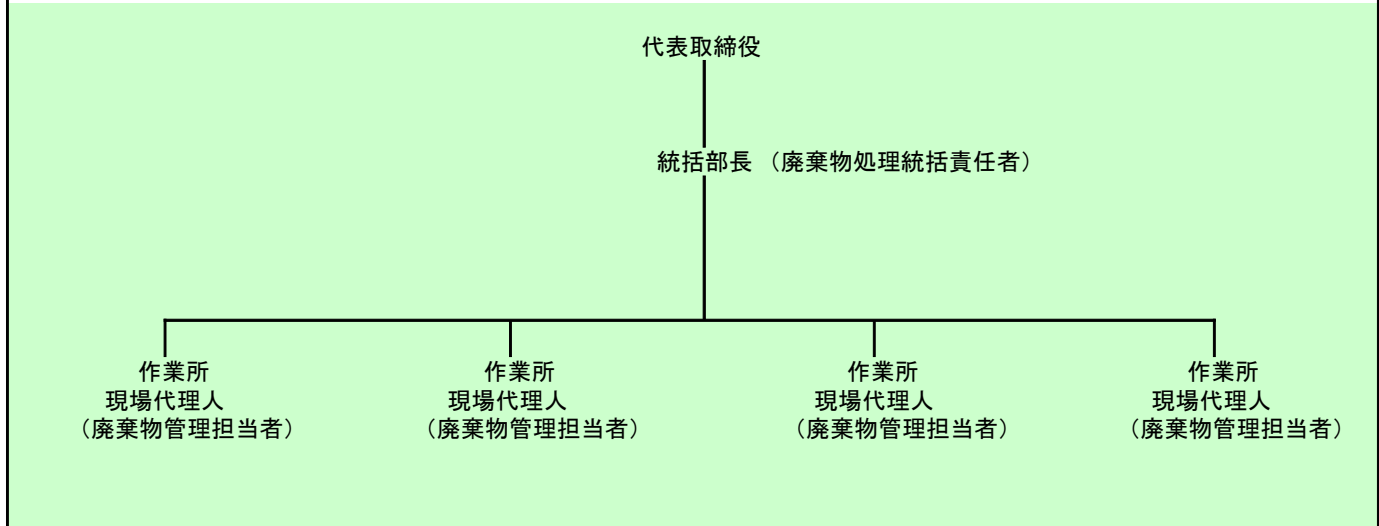 代表取締役
統括部長 （廃棄物処理統括責任者）
作業所 作業所 作業所 作業所
現場代理人 現場代理人 現場代理人 現場代理人
（廃棄物管理担当者） （廃棄物管理担当者） （廃棄物管理担当者） （廃棄物管理担当者）